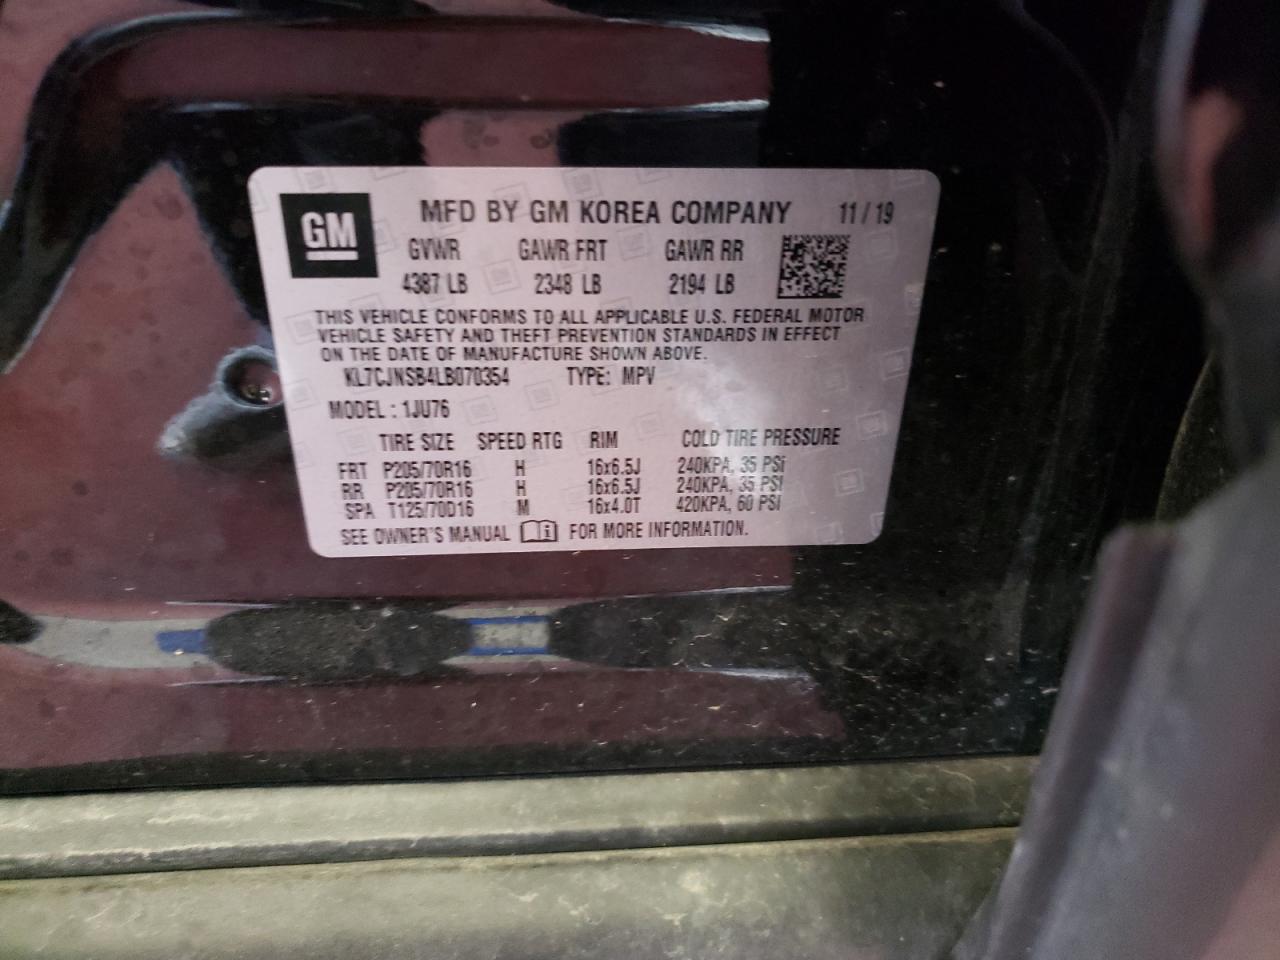 GM
MFD BY GM KOREA COMPANY 11 / 19
GVWR GAWR FRT GAWR RR
4387 LB 2348 LB 2194 LB
THIS VEHICLE CONFORMS TO ALL APPLICABLE U.S. FEDERAL MOTOR
VEHICLE SAFETY AND THEFT PREVENTION STANDARDS IN EFFECT
ON THE DATE OF MANUFACTURE SHOWN ABOVE.
KL7CJNSB4LB070354 TYPE: MPV
MODEL : 1JU76
TIRE SIZE SPEED RTG RIM COLD TIRE PRESSURE
FRT P205/70R16 H 16x6.5J 240KPA, 35 PSi
RR P205/70R16 H 16x6.5J 240KPA, 35 PSI
SPA T125/70D16 M 16x4.0T 420KPA, 60 PSI
SEE OWNER'S MANUAL FOR MORE INFORMATION.